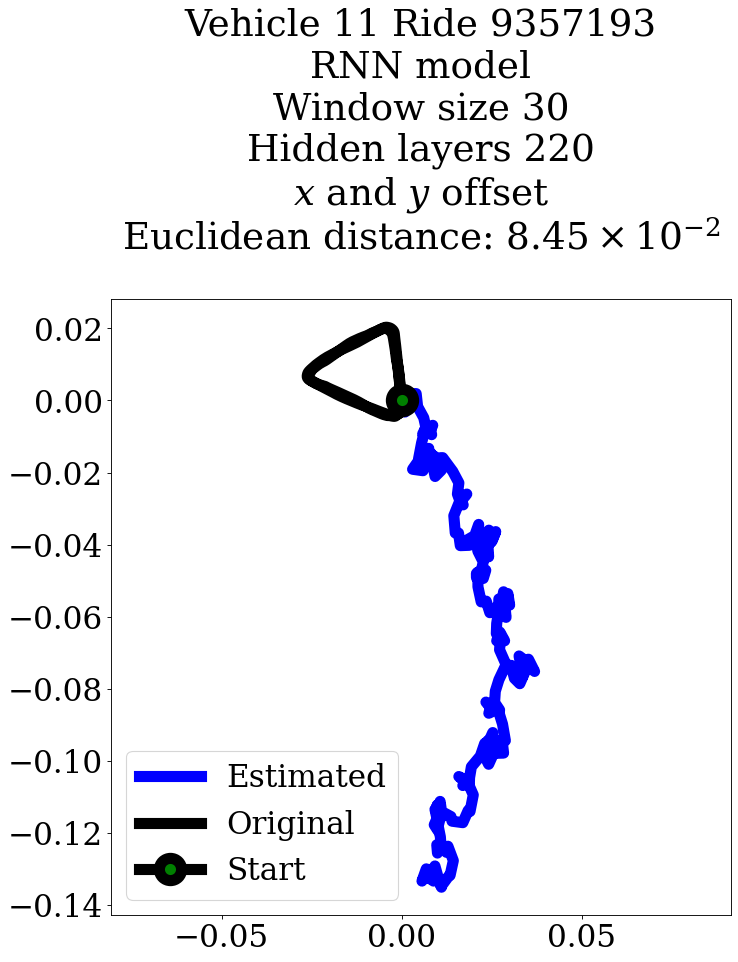 Vehicle 11 Ride 9357193
RNN model
Window size 30
Hidden layers 220
x and y offset
Euclidean distance: 8.45 × 10⁻²
0.02
0.00
−0.02
−0.04
−0.06
−0.08
−0.10
−0.12
−0.14
Estimated
Original
Start
−0.05
0.00
0.05